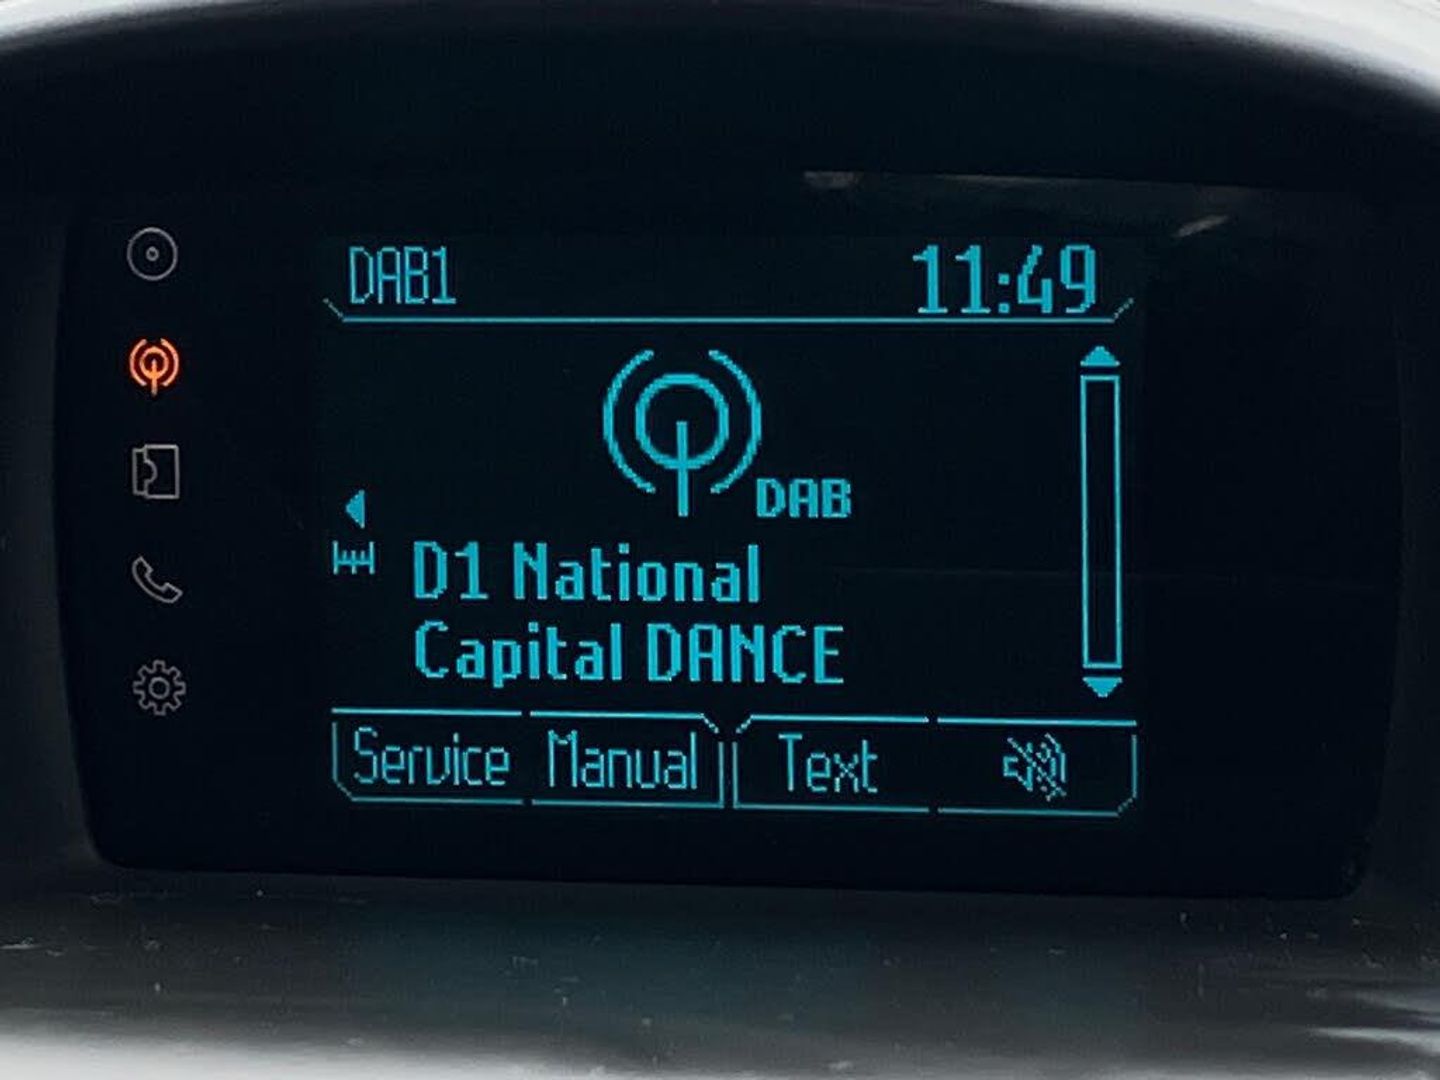 DAB1 11:49
DAB
D1 National
Capital DANCE
Service Manual Text